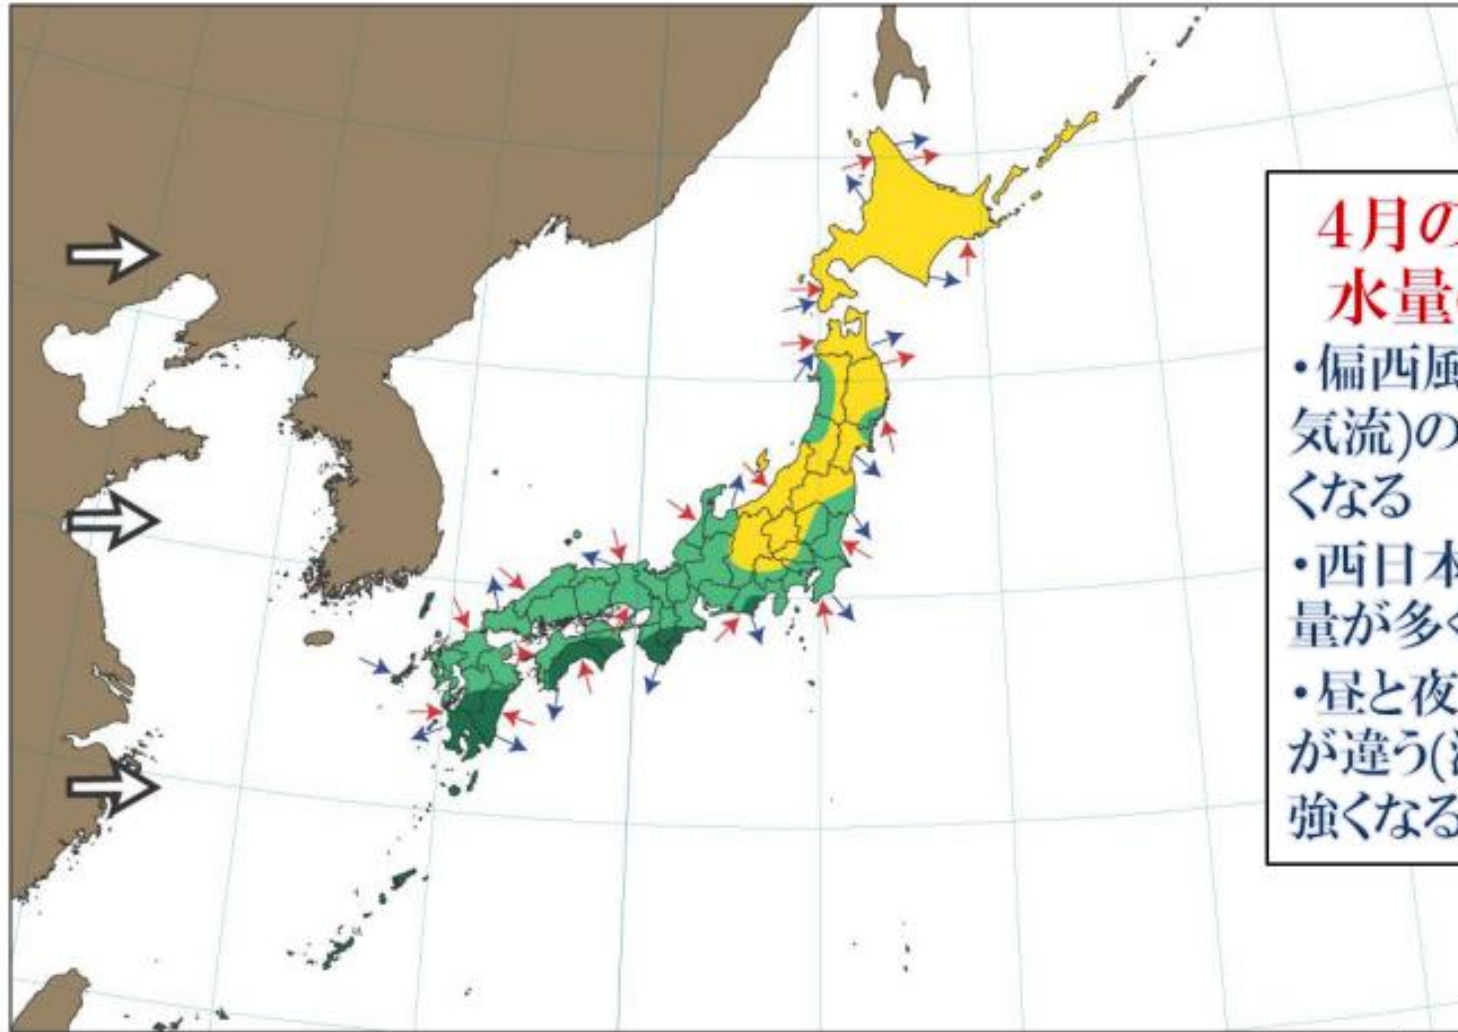 4月の
水量
・偏西風
気流)の
くなる
・西日本
量が多く
・昼と夜
が違う(
強くなる